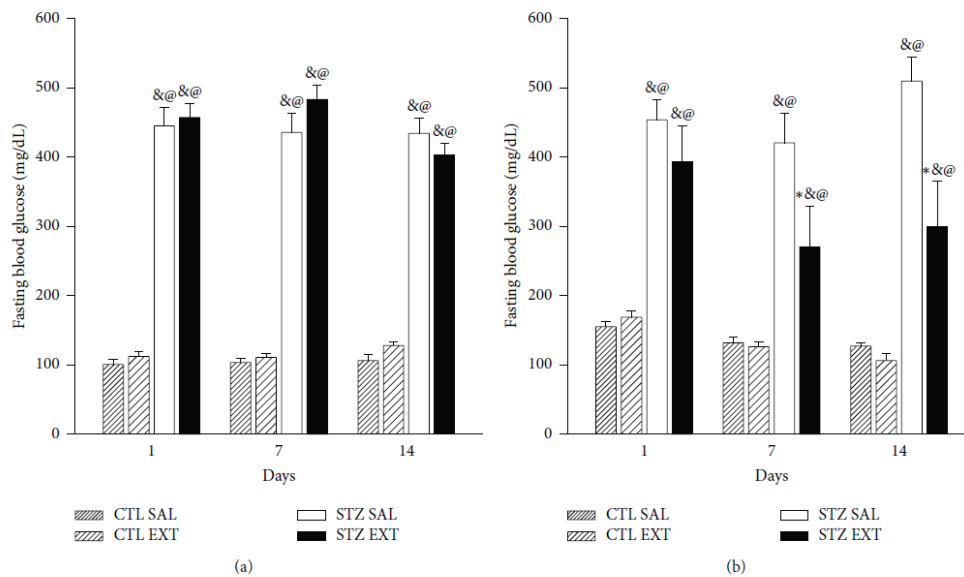 600
500
400
300
200
100
0
Fasting blood glucose (mg/dL)
&@ &@
&@
&@
&@
&@
1 7 14
Days
CTL SAL STZ SAL
CTL EXT STZ EXT
(a)
600
500
400
300
200
100
0
Fasting blood glucose (mg/dL)
&@
&@
&@
*&@
&@
*&@
1 7 14
Days
CTL SAL STZ SAL
CTL EXT STZ EXT
(b)